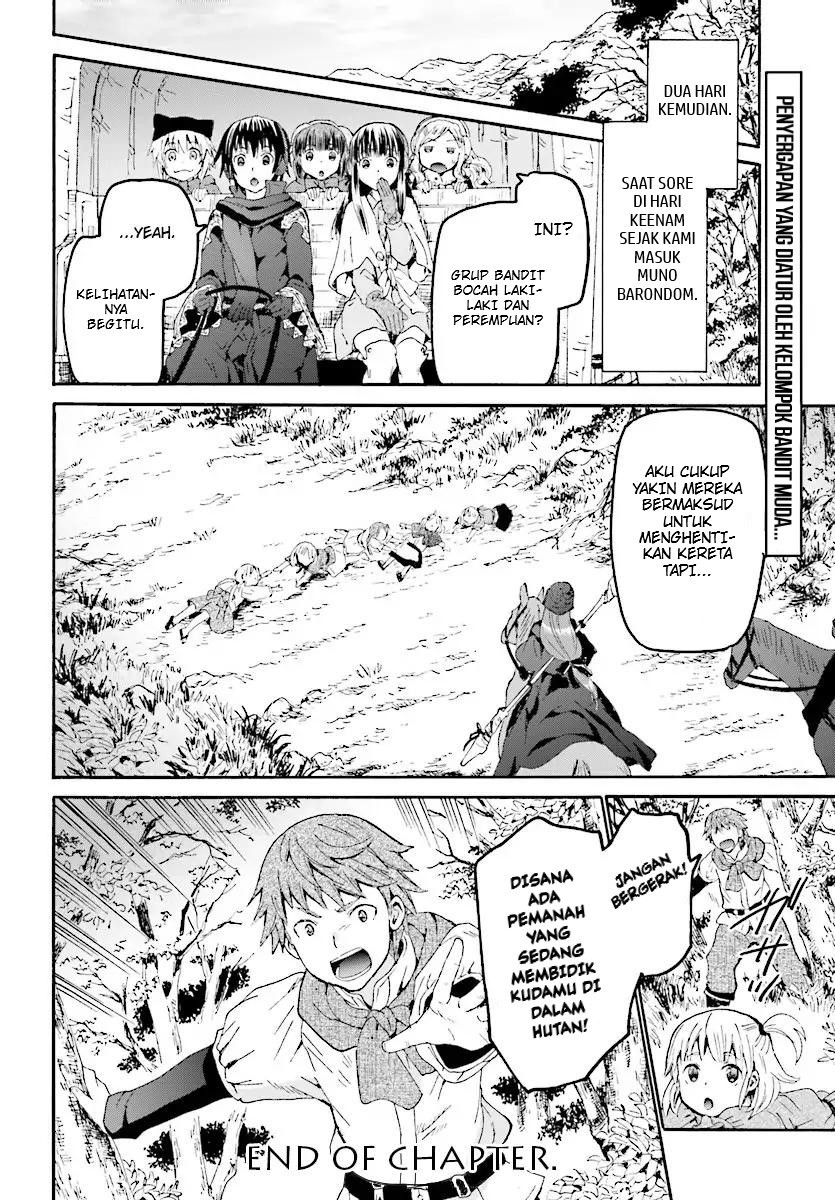 PENYERGAPAN YANG DIATUR OLEH KELOMPOK BANDIT MUDA...
DUA HARI
KEMUDIAN.
SAAT SORE
DI HARI
KEENAM
SEJAK KAMI
MASUK
MUNO
BARONDOM.
INI?
GRUP BANDIT
BOCAH LAKI-
LAKI DAN
PEREMPUAN?
...YEAH.
KELIHATAN-
NYA
BEGITU.
AKU CUKUP
YAKIN MEREKA
BERMAKSUD
UNTUK
MENGHENTI-
KAN KERETA
TAPI...
JANGAN
BERGERAK!
DISANA
ADA
PEMANAH
YANG
SEDANG
MEMBIDIK
KUDAMU DI
DALAM
HUTAN!
END OF CHAPTER.